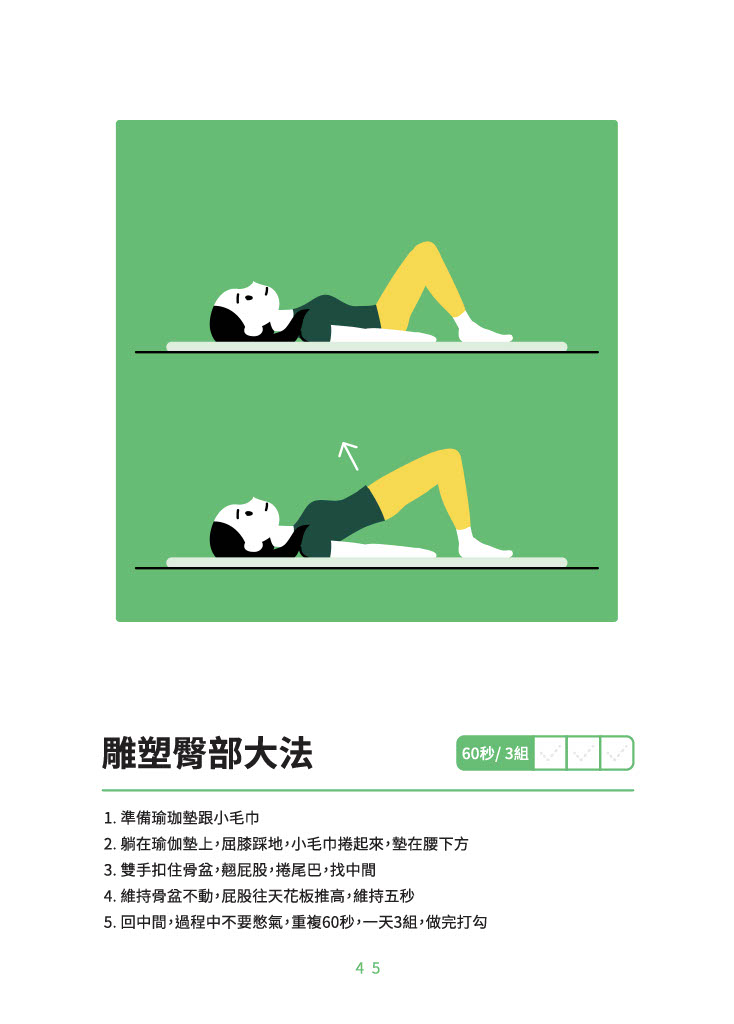 雕塑臀部大法
60秒/ 3組
1. 準備瑜珈墊跟小毛巾
2. 躺在瑜伽墊上,屈膝踩地,小毛巾捲起來,墊在腰下方
3. 雙手扣住骨盆,翹屁股,捲尾巴,找中間
4. 維持骨盆不動,屁股往天花板推高,維持五秒
5. 回中間,過程中不要憋氣,重複60秒,一天3組,做完打勾
4 5